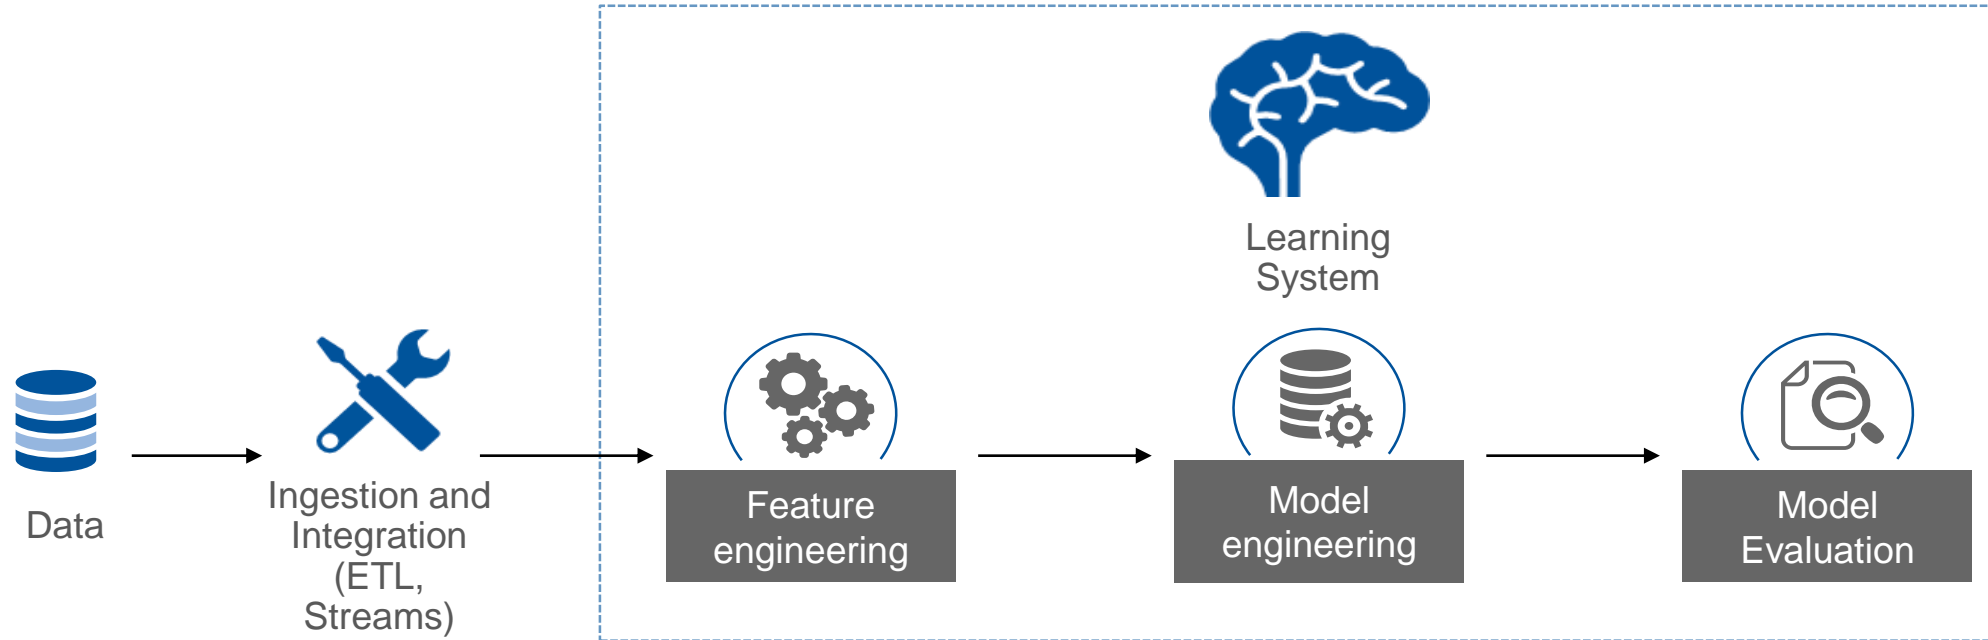 Learning
System
Data
Ingestion and
Integration
(ETL,
Streams)
Feature
engineering
Model
engineering
Model
Evaluation